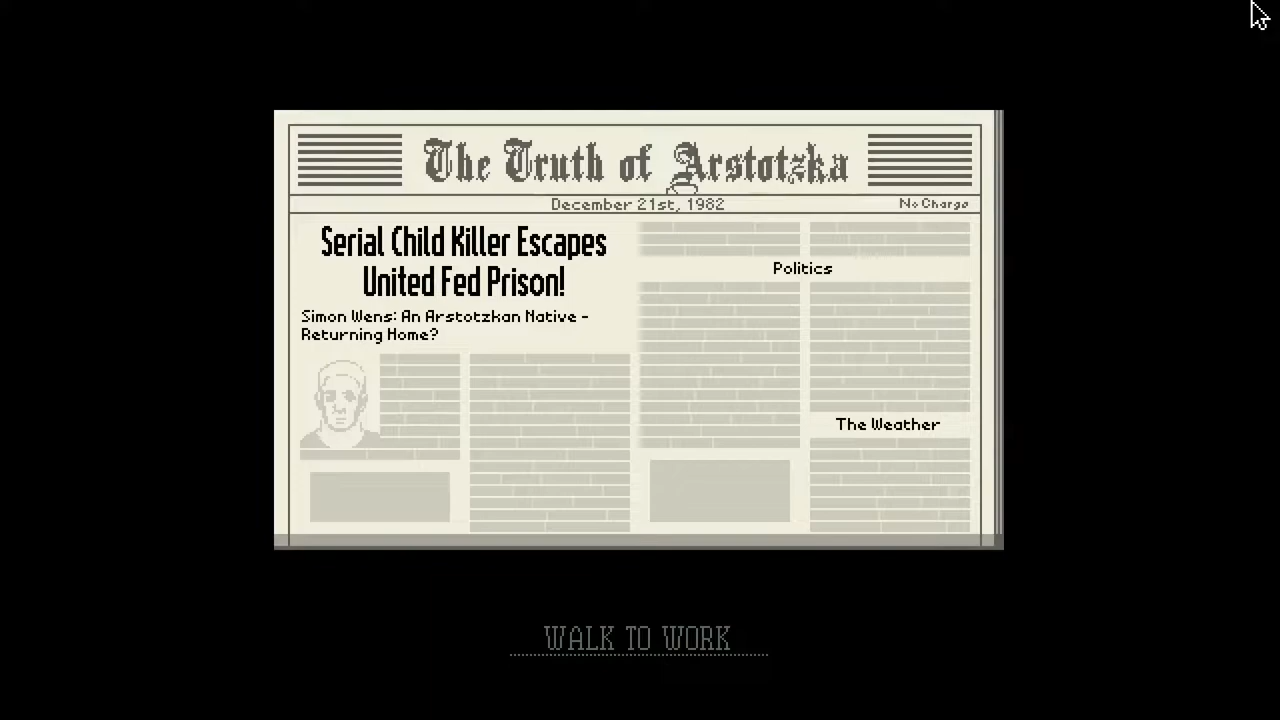 The Truth of Arstotzka
December 21st, 1982
No Charge
Serial Child Killer Escapes
United Fed Prison!
Simon Wens: An Arstotzkan Native -
Returning Home?
Politics
The Weather
WALK TO WORK